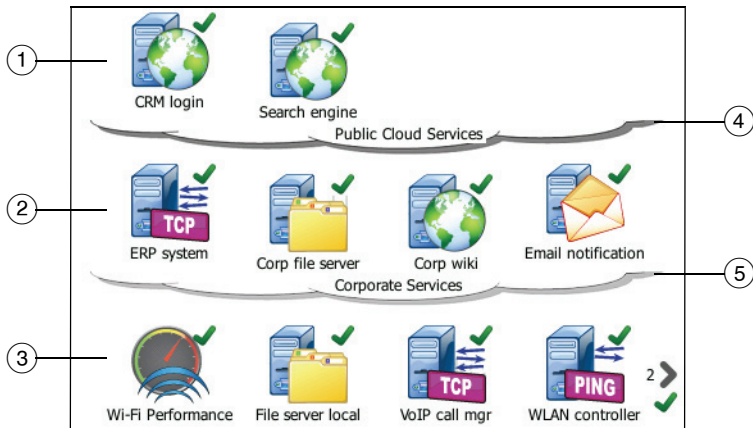 1
CRM login
Search engine
4
Public Cloud Services
2
TCP
ERP system
Corp file server
Corp wiki
Email notification
5
Corporate Services
3
2
Wi-Fi Performance
File server local
TCP
VoIP call mgr
PING
WLAN controller